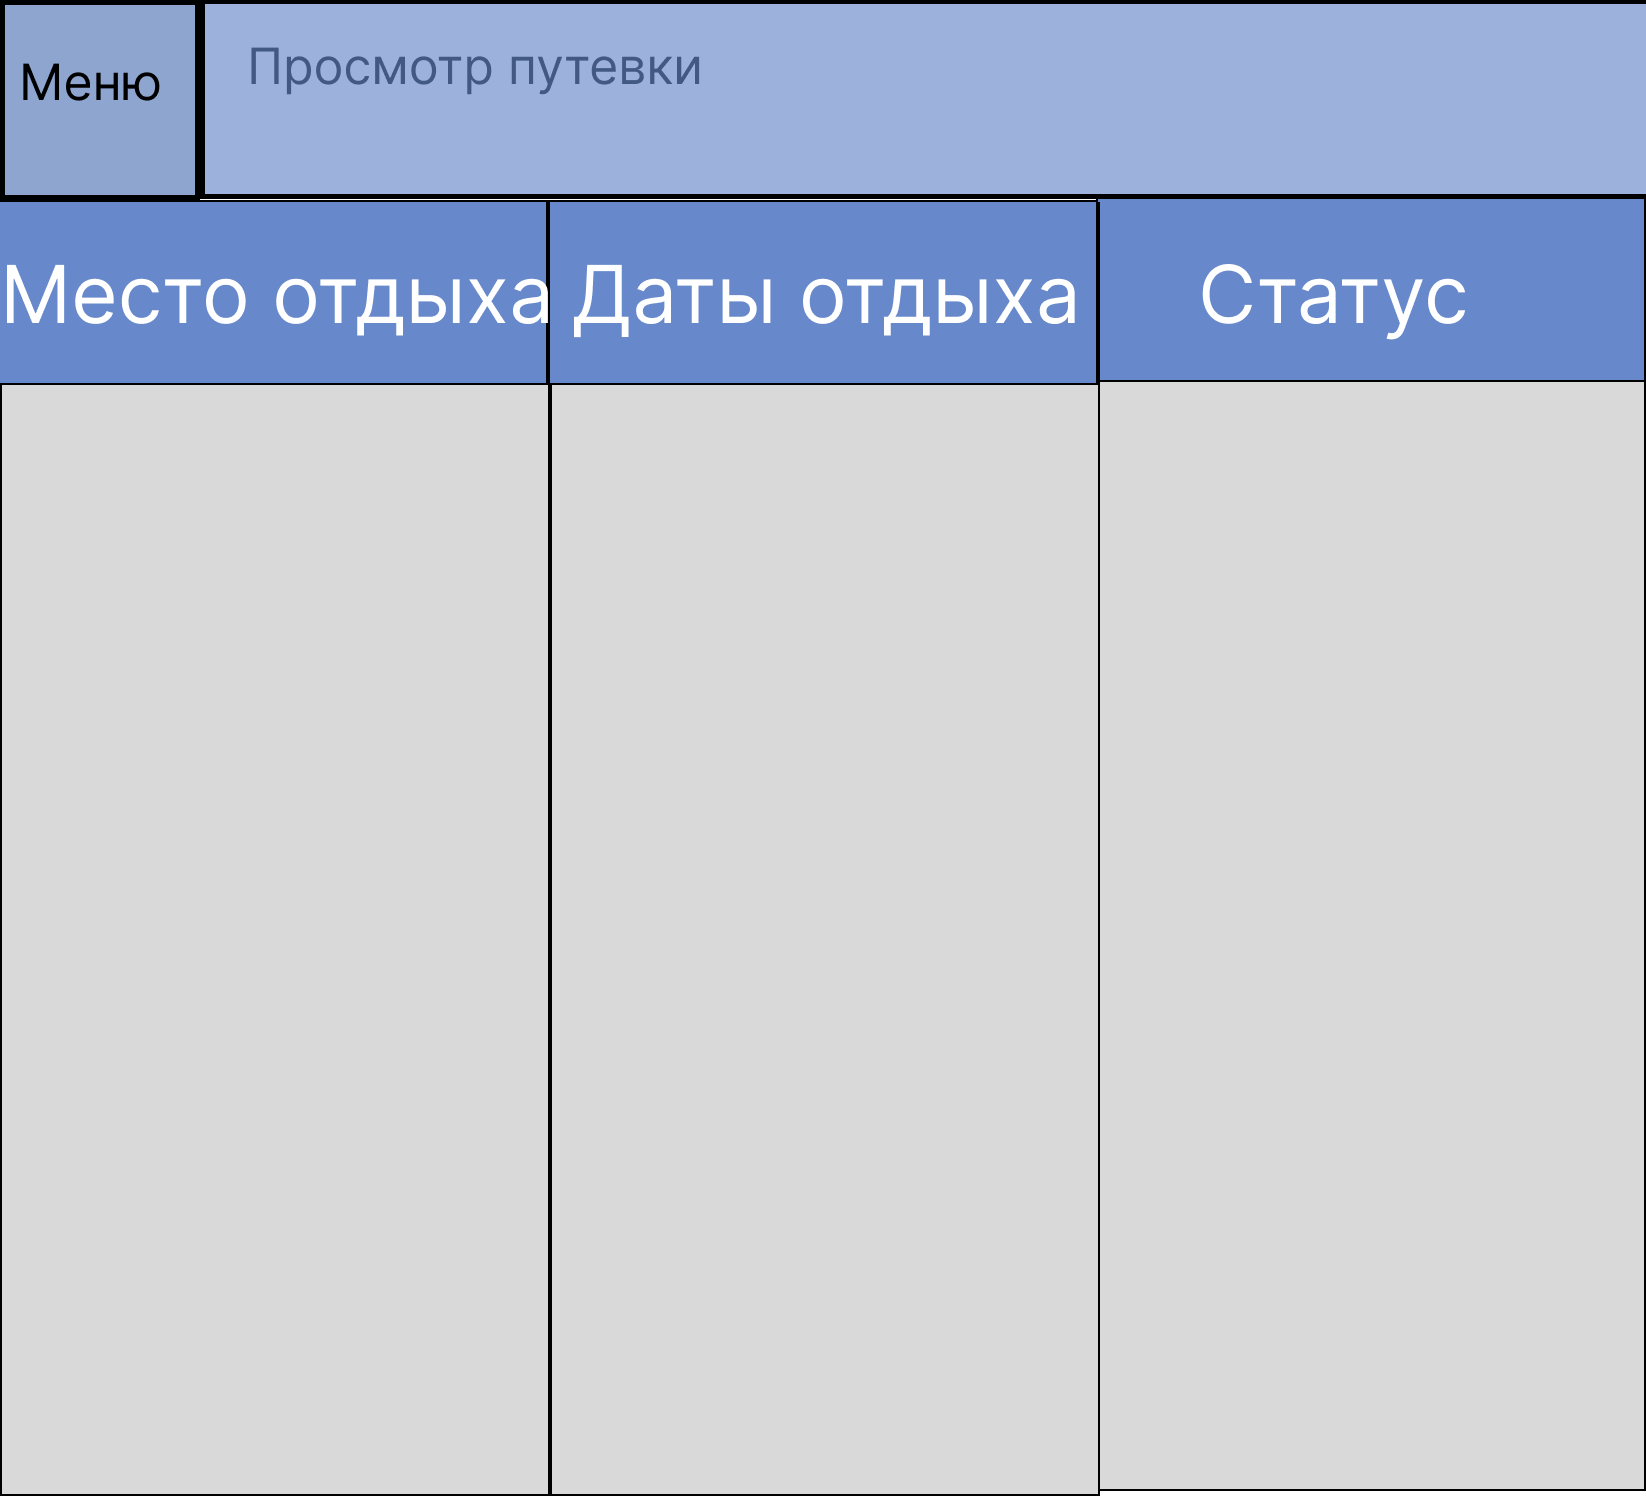 Меню
Просмотр путевки
Место отдыха
Даты отдыха
Статус